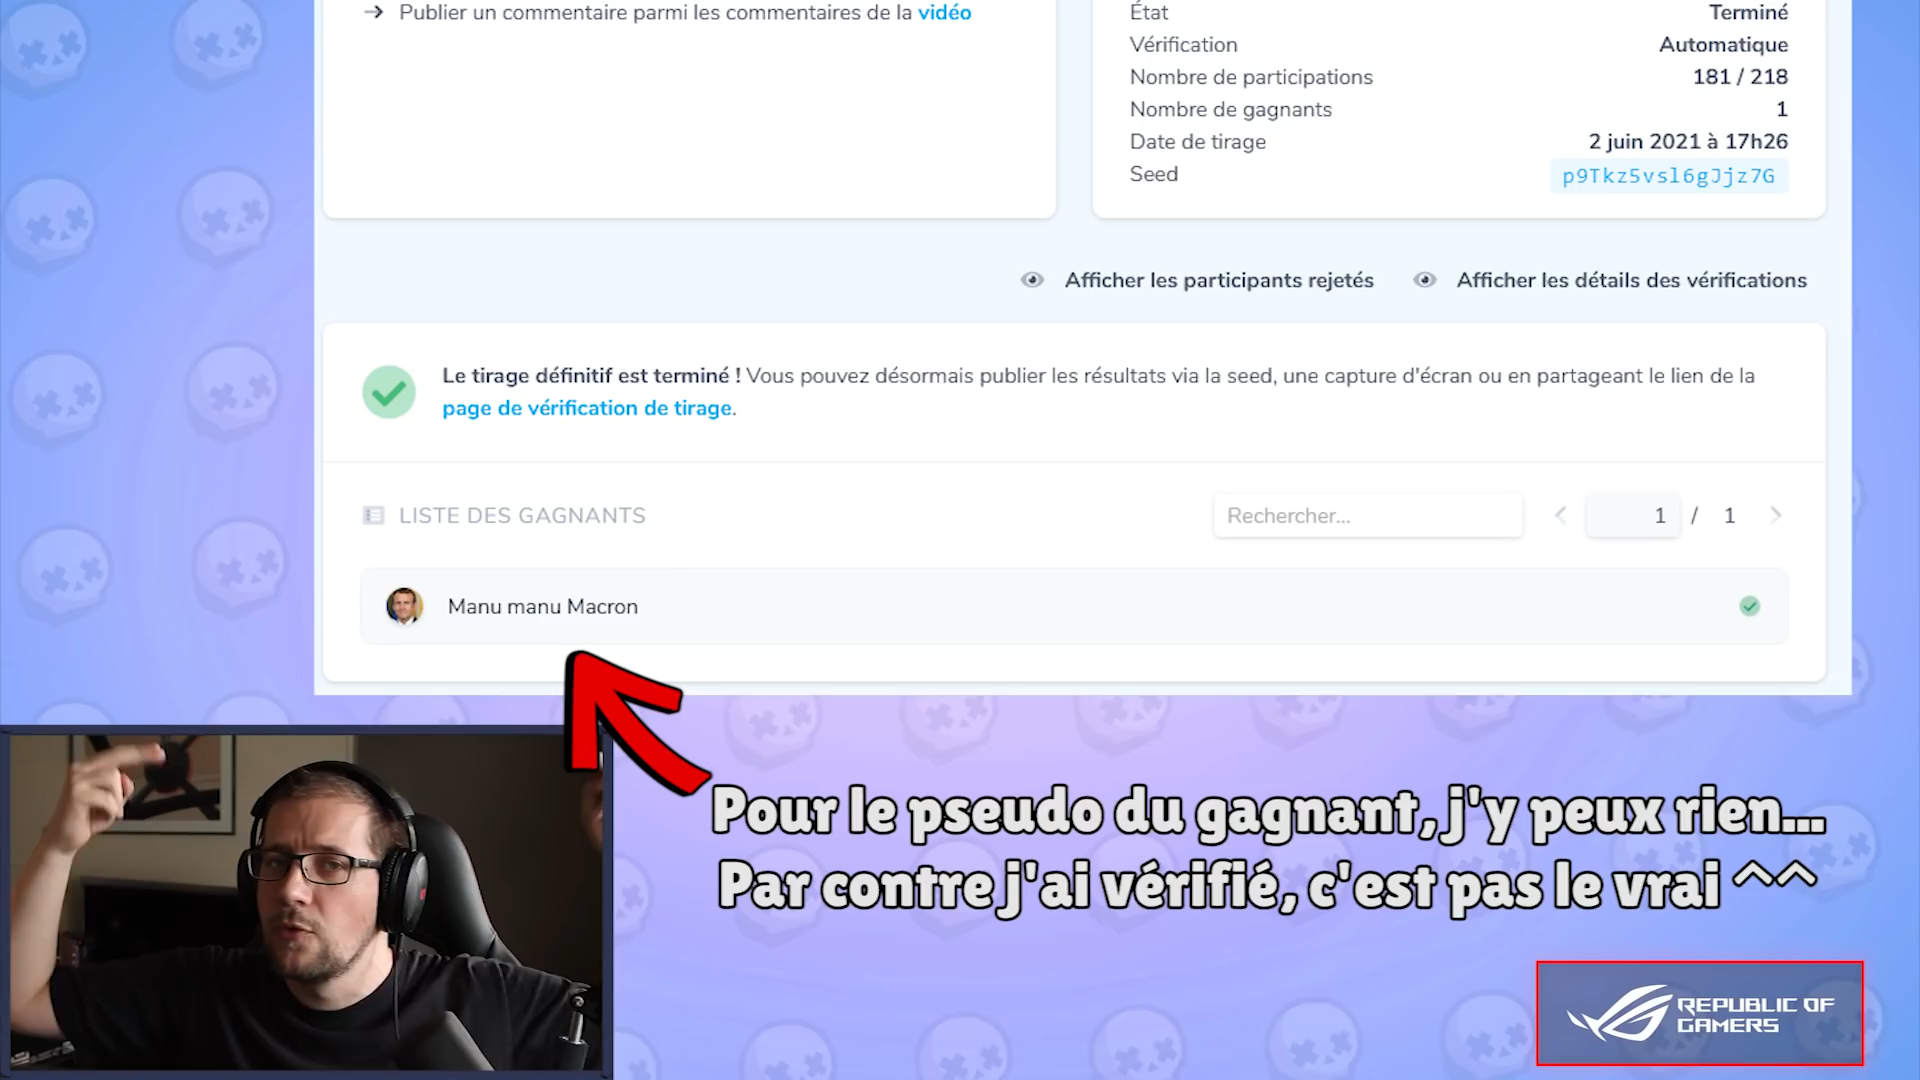 Publier un commentaire parmi les commentaires de la vidéo
État Terminé
Vérification Automatique
Nombre de participations 181 / 218
Nombre de gagnants 1
Date de tirage 2 juin 2021 à 17h26
Seed p9Tkz5vsl6gJjz7G
Afficher les participants rejetés Afficher les détails des vérifications
Le tirage définitif est terminé ! Vous pouvez désormais publier les résultats via la seed, une capture d'écran ou en partageant le lien de la
page de vérification de tirage.
LISTE DES GAGNANTS Rechercher... 1 / 1
Manu manu Macron
Pour le pseudo du gagnant, j'y peux rien...
Par contre j'ai vérifié, c'est pas le vrai ^^
REPUBLIC OF
GAMERS